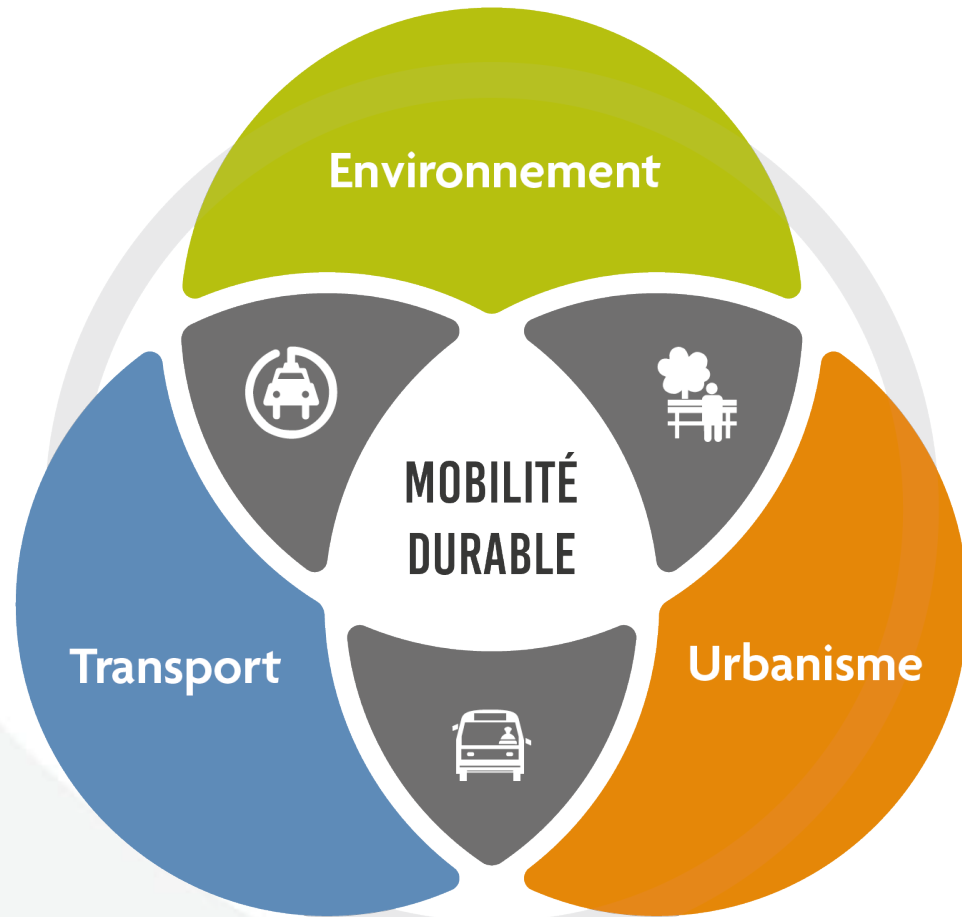 Environnement
MOBILITÉ
DURABLE
Transport
Urbanisme